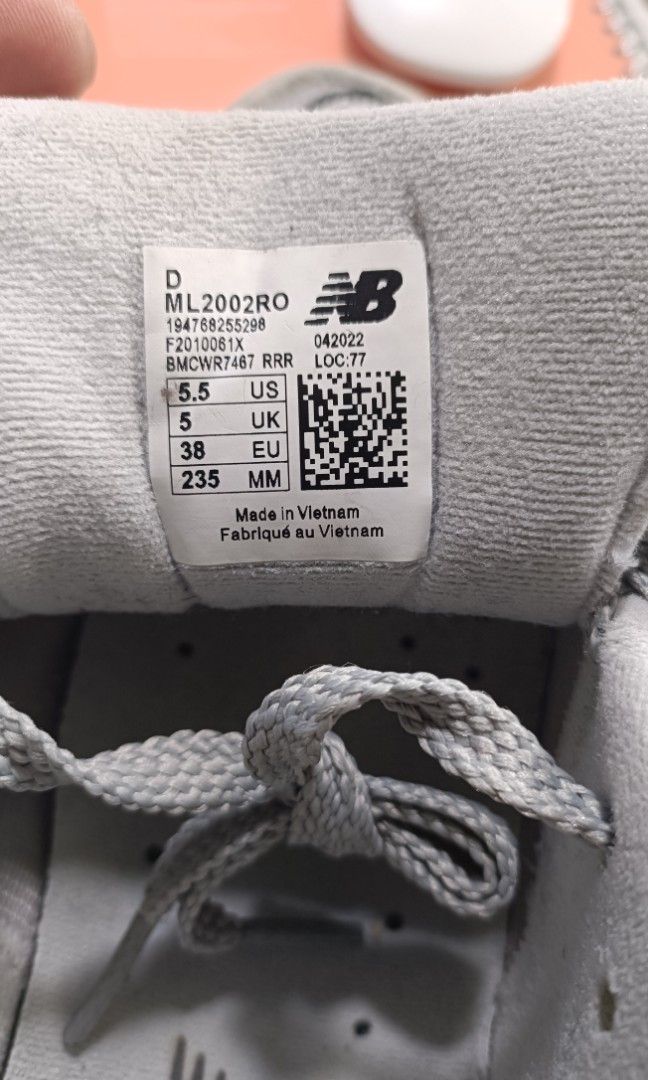 D
ML2002RO
NB
194768255298
F2010061X 042022
BMCWR7467 RRR LOC:77
5.5 US
5 UK
38 EU
235 MM
Made in Vietnam
Fabriqué au Vietnam